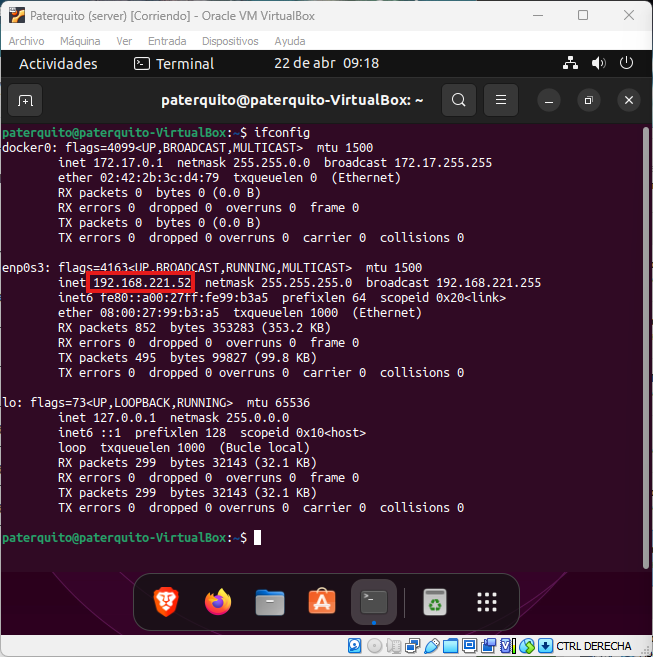 Paterquito (server) [Corriendo] - Oracle VM VirtualBox
Archivo Máquina Ver Entrada Dispositivos Ayuda
Actividades Terminal 22 de abr 09:18
paterquito@paterquito-VirtualBox: ~
paterquito@paterquito-VirtualBox:~$ ifconfig
docker0: flags=4099<UP,BROADCAST,MULTICAST> mtu 1500
inet 172.17.0.1 netmask 255.255.0.0 broadcast 172.17.255.255
ether 02:42:2b:3c:d4:79 txqueuelen 0 (Ethernet)
RX packets 0 bytes 0 (0.0 B)
RX errors 0 dropped 0 overruns 0 frame 0
TX packets 0 bytes 0 (0.0 B)
TX errors 0 dropped 0 overruns 0 carrier 0 collisions 0
enp0s3: flags=4163<UP,BROADCAST,RUNNING,MULTICAST> mtu 1500
inet 192.168.221.52 netmask 255.255.255.0 broadcast 192.168.221.255
inet6 fe80::a00:27ff:fe99:b3a5 prefixlen 64 scopeid 0x20<link>
ether 08:00:27:99:b3:a5 txqueuelen 1000 (Ethernet)
RX packets 852 bytes 353283 (353.2 KB)
RX errors 0 dropped 0 overruns 0 frame 0
TX packets 495 bytes 99827 (99.8 KB)
TX errors 0 dropped 0 overruns 0 carrier 0 collisions 0
lo: flags=73<UP,LOOPBACK,RUNNING> mtu 65536
inet 127.0.0.1 netmask 255.0.0.0
inet6 ::1 prefixlen 128 scopeid 0x10<host>
loop txqueuelen 1000 (Bucle local)
RX packets 299 bytes 32143 (32.1 KB)
RX errors 0 dropped 0 overruns 0 frame 0
TX packets 299 bytes 32143 (32.1 KB)
TX errors 0 dropped 0 overruns 0 carrier 0 collisions 0
paterquito@paterquito-VirtualBox:~$
CTRL DERECHA